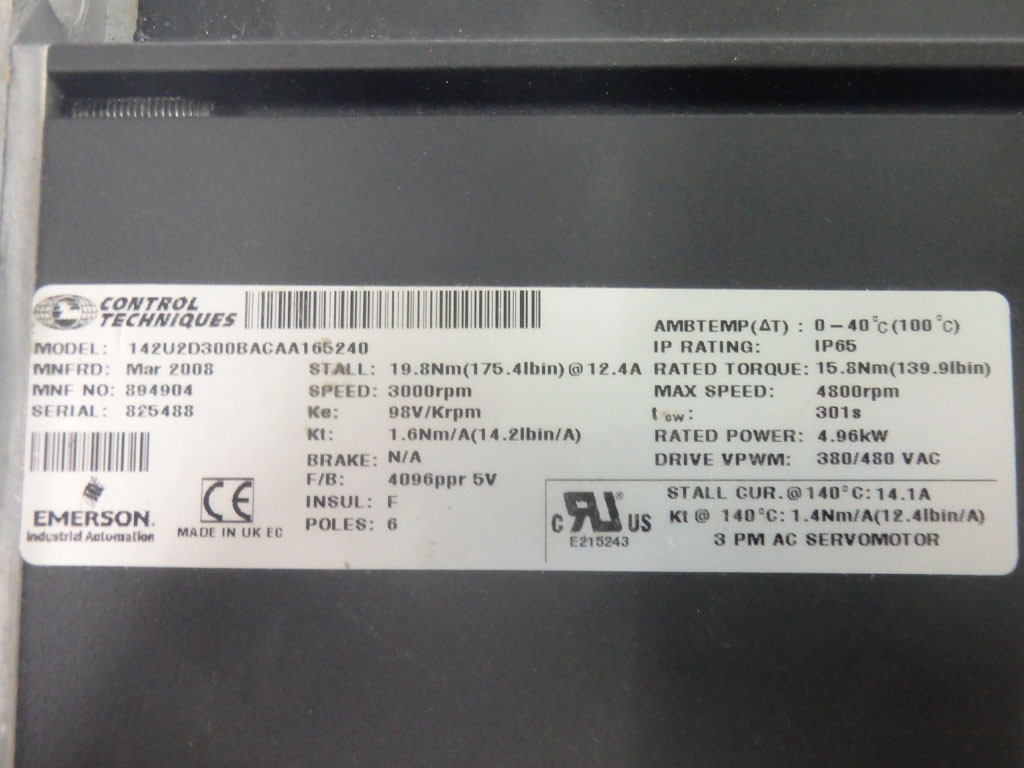 CONTROL
TECHNIQUES
MODEL: 142U2D300BACAA165240
MNFRD: Mar 2008
MNF NO: 894904
SERIAL: 825488
EMERSON.
Industrial Automation
CE
MADE IN UK EC
STALL: 19.8Nm(175.4lbin)@12.4A
SPEED: 3000rpm
Ke: 98V/Krpm
Kt: 1.6Nm/A(14.2lbin/A)
BRAKE: N/A
F/B: 4096ppr 5V
INSUL: F
POLES: 6
AMBTEMP(ΔT) : 0-40°C(100°C)
IP RATING: IP65
RATED TORQUE: 15.8Nm(139.9lbin)
MAX SPEED: 4800rpm
tcw: 301s
RATED POWER: 4.96kW
DRIVE VPWM: 380/480 VAC
C RU® US
E215243
STALL CUR.@140°C:14.1A
Kt@ 140°C: 1.4Nm/A(12.4lbin/A)
3 PM AC SERVOMOTOR